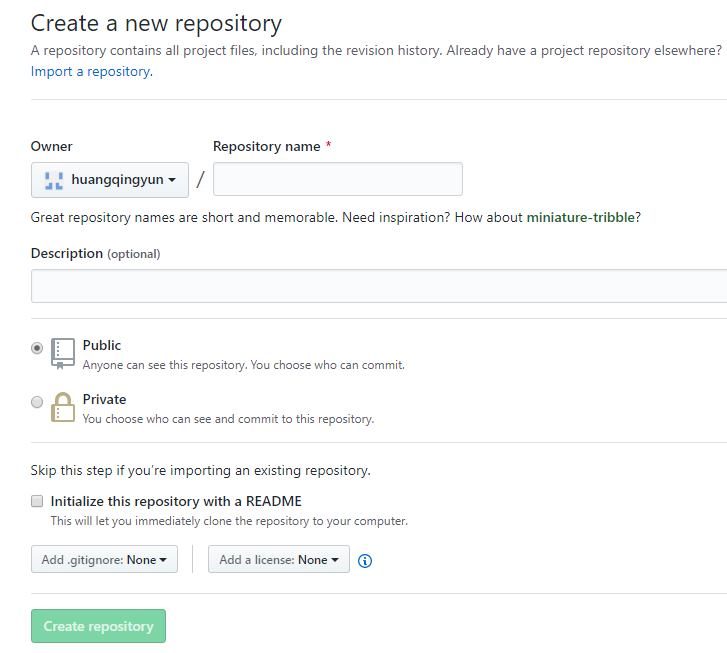 Create a new repository
A repository contains all project files, including the revision history. Already have a project repository elsewhere?
Import a repository.
Owner
Repository name *
huangqingyun
/
Great repository names are short and memorable. Need inspiration? How about miniature-tribble?
Description (optional)
Public
Anyone can see this repository. You choose who can commit.
Private
You choose who can see and commit to this repository.
Skip this step if you’re importing an existing repository.
Initialize this repository with a README
This will let you immediately clone the repository to your computer.
Add .gitignore: None
Add a license: None
Create repository